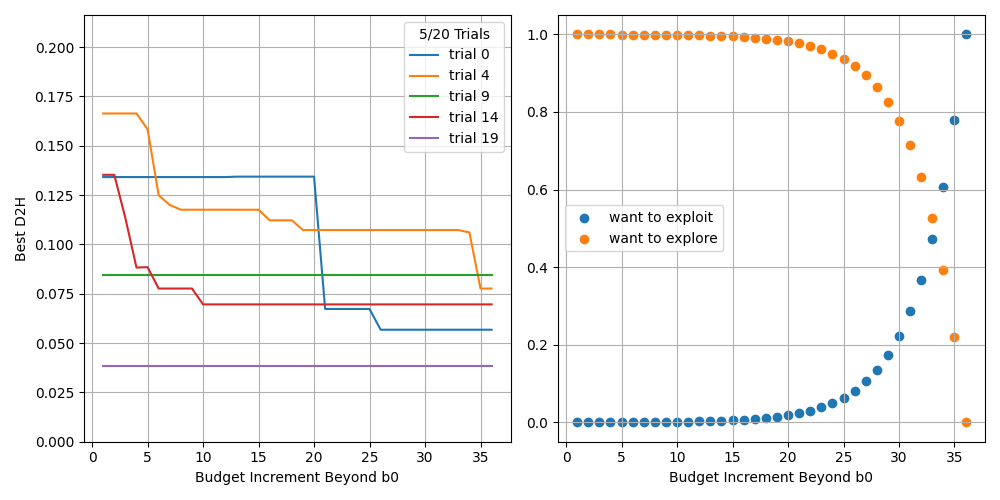 5/20 Trials
trial 0
trial 4
trial 9
trial 14
trial 19
0.200
0.175
0.150
0.125
0.100
0.075
0.050
0.025
0.000
Best D2H
0 5 10 15 20 25 30 35
Budget Increment Beyond b0
1.0
0.8
0.6
0.4
0.2
0.0
want to exploit
want to explore
0 5 10 15 20 25 30 35
Budget Increment Beyond b0